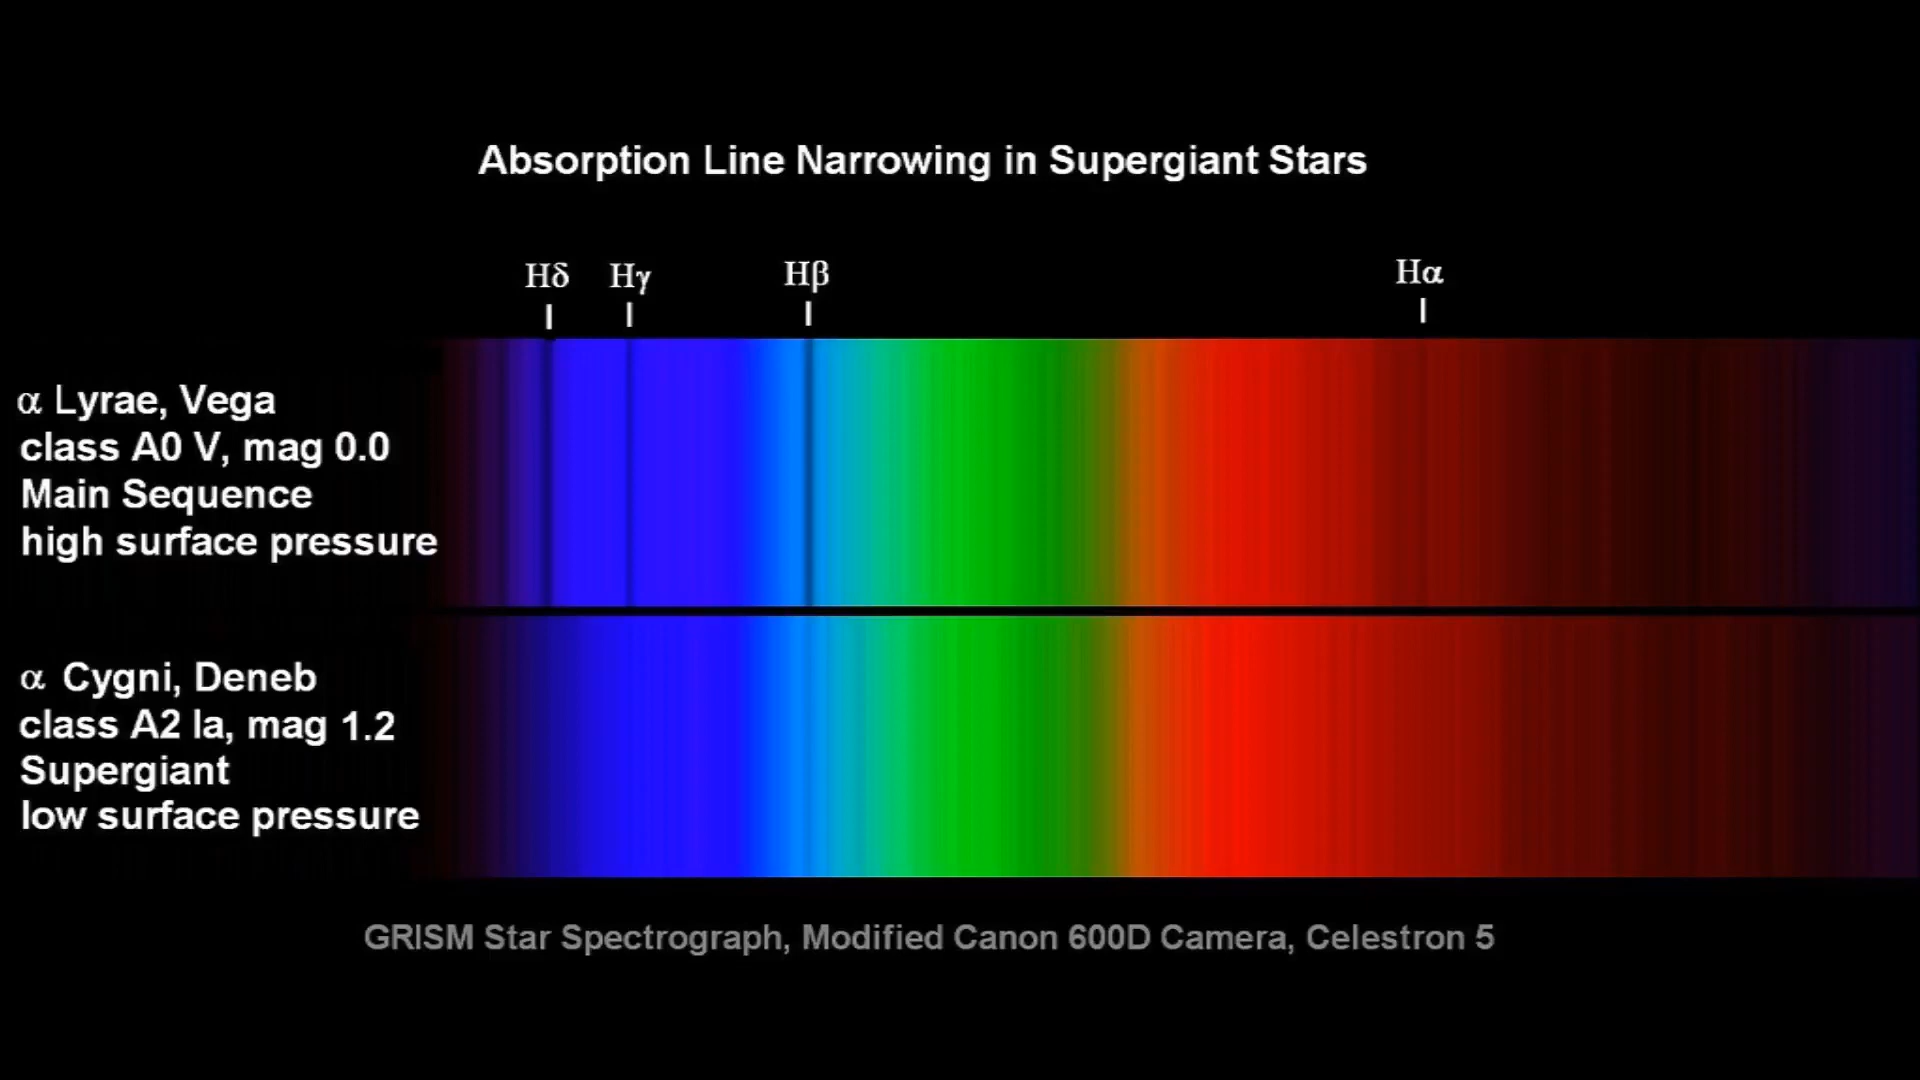 Absorption Line Narrowing in Supergiant Stars
Hδ Hγ Hβ Hα
α Lyrae, Vega
class A0 V, mag 0.0
Main Sequence
high surface pressure
α Cygni, Deneb
class A2 Ia, mag 1.2
Supergiant
low surface pressure
GRISM Star Spectrograph, Modified Canon 600D Camera, Celestron 5